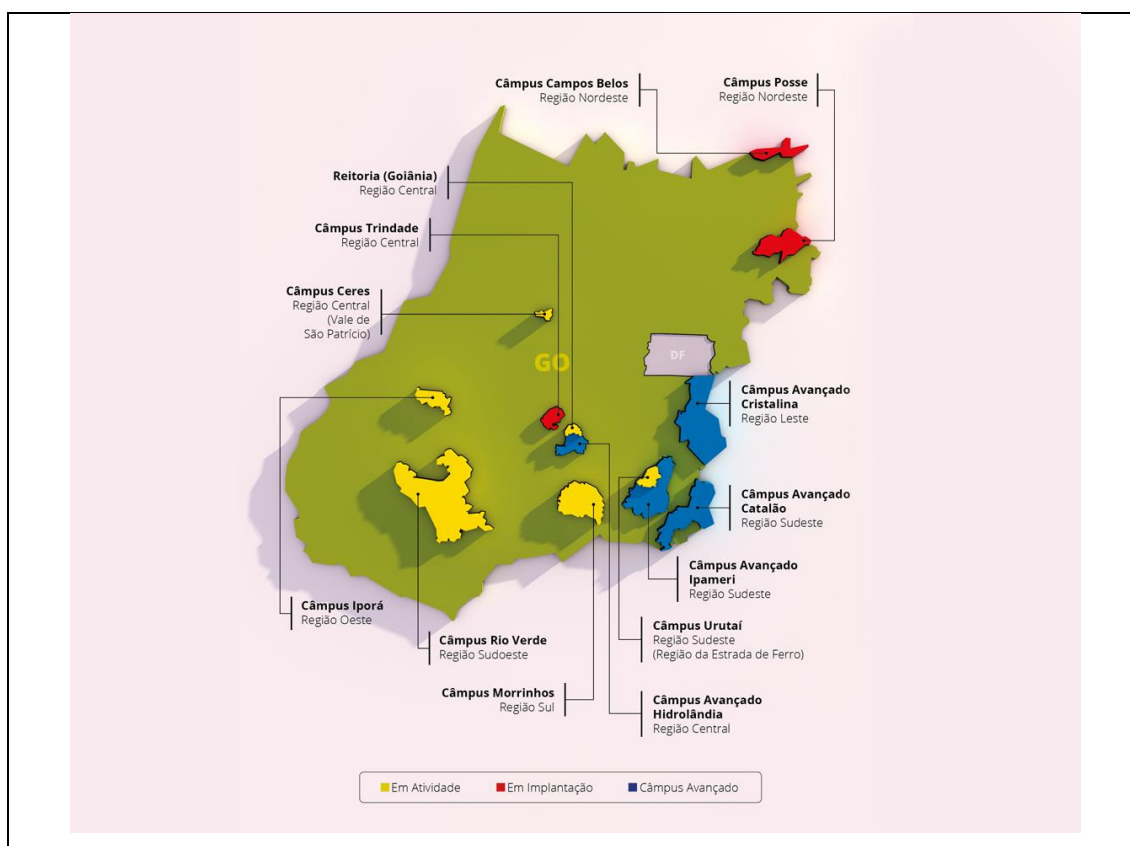 Câmpus Campos Belos
Região Nordeste
Câmpus Posse
Região Nordeste
Reitoria (Goiânia)
Região Central
Câmpus Trindade
Região Central
Câmpus Ceres
Região Central
(Vale de
São Patrício)
GO
DF
Câmpus Avançado
Cristalina
Região Leste
Câmpus Avançado
Catalão
Região Sudeste
Câmpus Avançado
Ipameri
Região Sudeste
Câmpus Iporá
Região Oeste
Câmpus Urutaí
Região Sudeste
(Região da Estrada de Ferro)
Câmpus Rio Verde
Região Sudoeste
Câmpus Morrinhos
Região Sul
Câmpus Avançado
Hidrolândia
Região Central
Em Atividade
Em Implantação
Câmpus Avançado